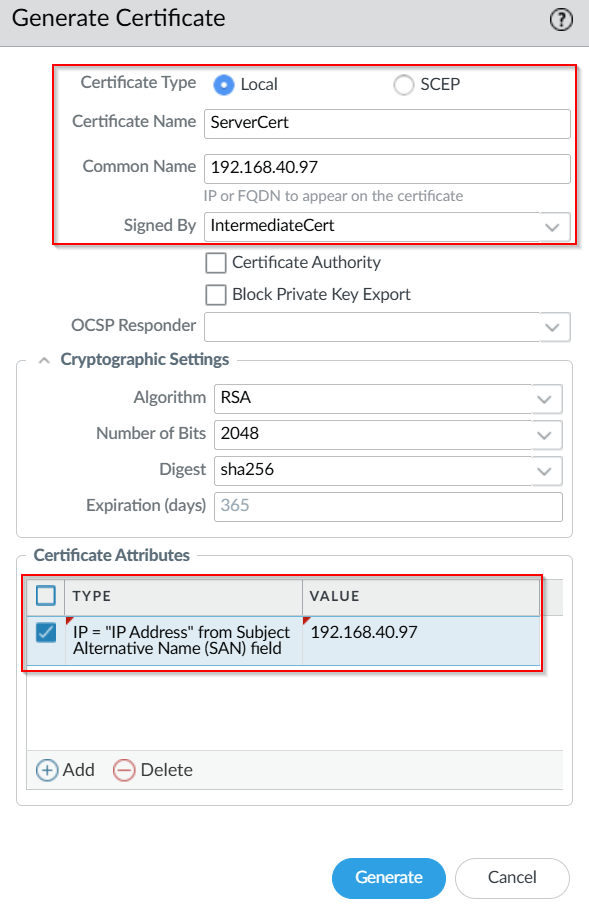 Generate Certificate
?
Certificate Type Local SCEP
Certificate Name ServerCert
Common Name 192.168.40.97
IP or FQDN to appear on the certificate
Signed By IntermediateCert
Certificate Authority
Block Private Key Export
OCSP Responder
Cryptographic Settings
Algorithm RSA
Number of Bits 2048
Digest sha256
Expiration (days) 365
Certificate Attributes
TYPE VALUE
IP = "IP Address" from Subject 192.168.40.97
Alternative Name (SAN) field
Add Delete
Generate Cancel